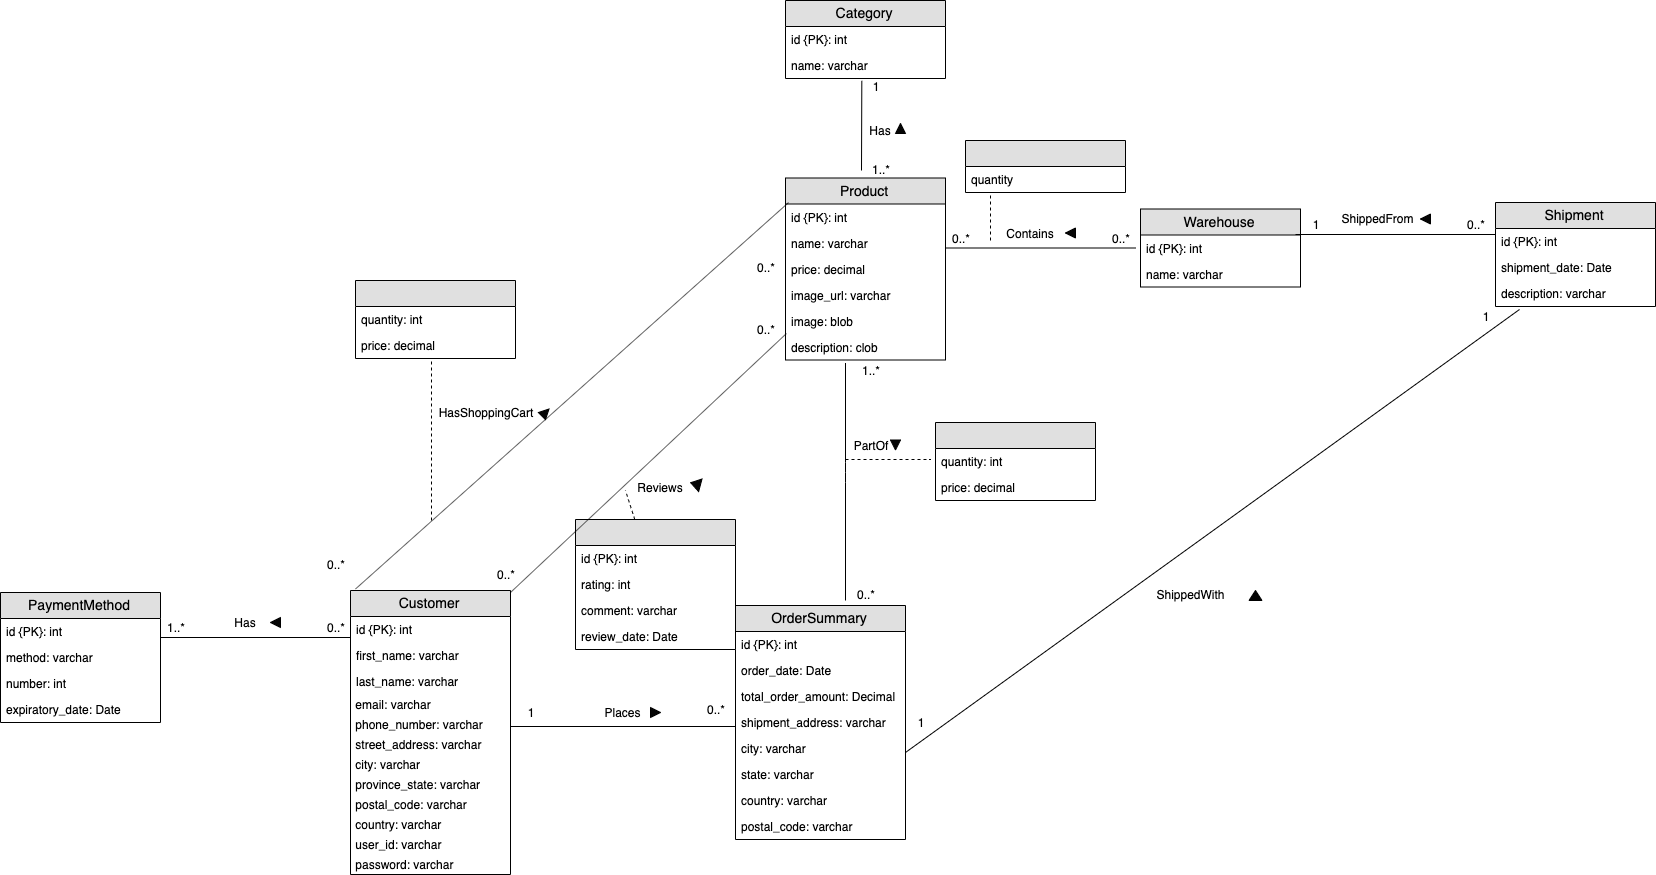 Category
id {PK}: int
name: varchar
1
Has
1..*
quantity
Product
id {PK}: int
name: varchar
price: decimal
image_url: varchar
image: blob
description: clob
0..*
Contains
0..*
Warehouse
id {PK}: int
name: varchar
1
ShippedFrom
0..*
Shipment
id {PK}: int
shipment_date: Date
description: varchar
1
0..*
0..*
quantity: int
price: decimal
HasShoppingCart
1..*
PartOf
quantity: int
price: decimal
Reviews
id {PK}: int
rating: int
comment: varchar
review_date: Date
0..*
0..*
0..*
ShippedWith
PaymentMethod
id {PK}: int
method: varchar
number: int
expiratory_date: Date
1..*
Has
0..*
Customer
id {PK}: int
first_name: varchar
last_name: varchar
email: varchar
phone_number: varchar
street_address: varchar
city: varchar
province_state: varchar
postal_code: varchar
country: varchar
user_id: varchar
password: varchar
1
Places
0..*
OrderSummary
id {PK}: int
order_date: Date
total_order_amount: Decimal
shipment_address: varchar
city: varchar
state: varchar
country: varchar
postal_code: varchar
1